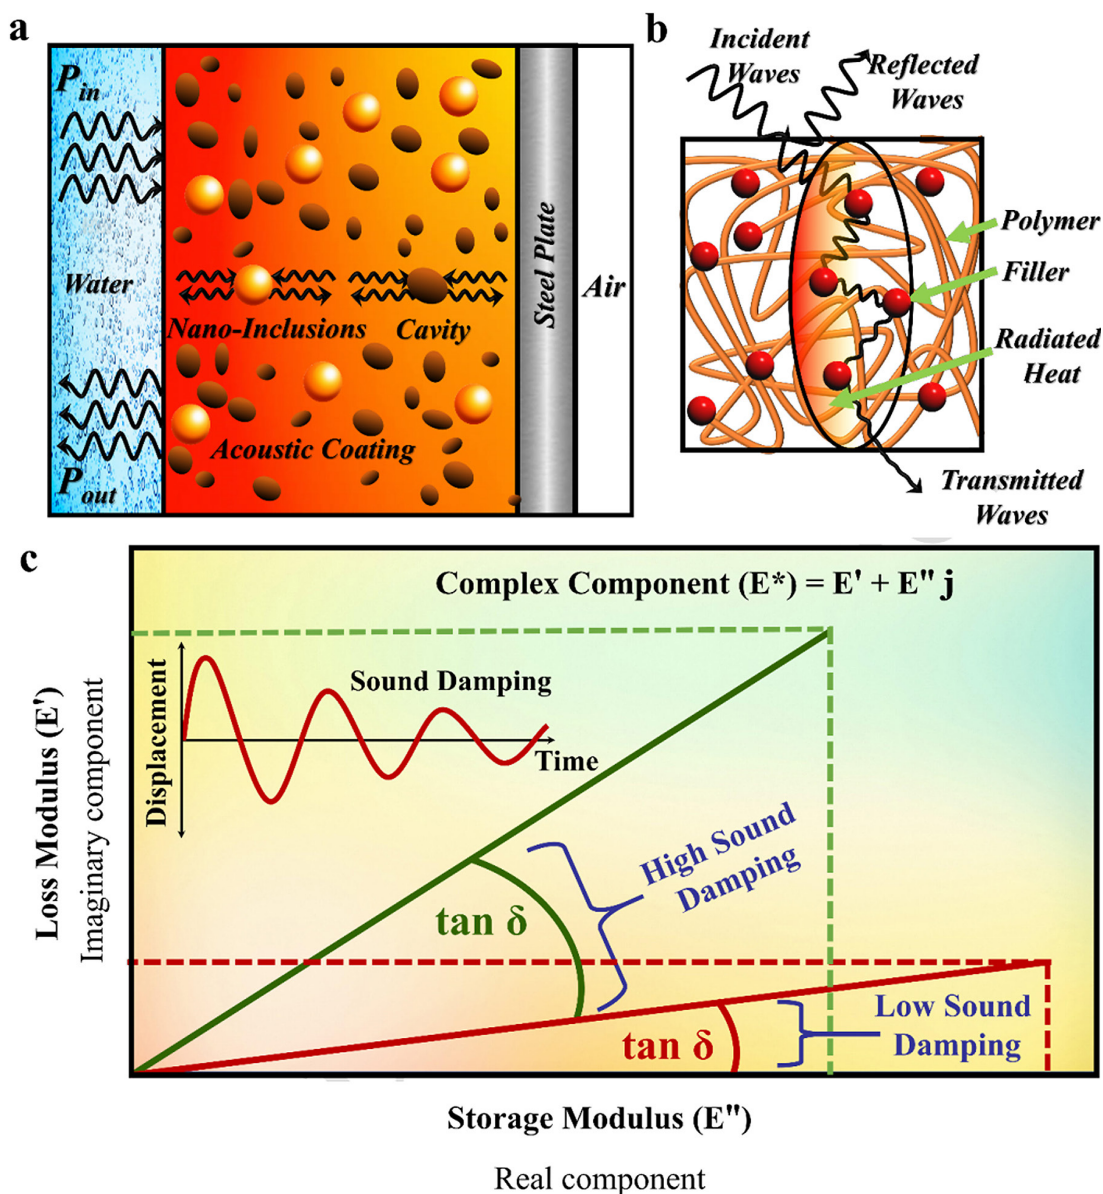 a
P_in
Water
Nano-Inclusions
Cavity
Acoustic Coating
P_out
Steel Plate
Air
b
Incident
Waves
Reflected
Waves
Polymer
Filler
Radiated
Heat
Transmitted
Waves
c
Complex Component (E*) = E' + E" j
Displacement
Sound Damping
Time
Loss Modulus (E')
Imaginary component
High Sound
Damping
tan δ
Low Sound
Damping
tan δ
Storage Modulus (E")
Real component